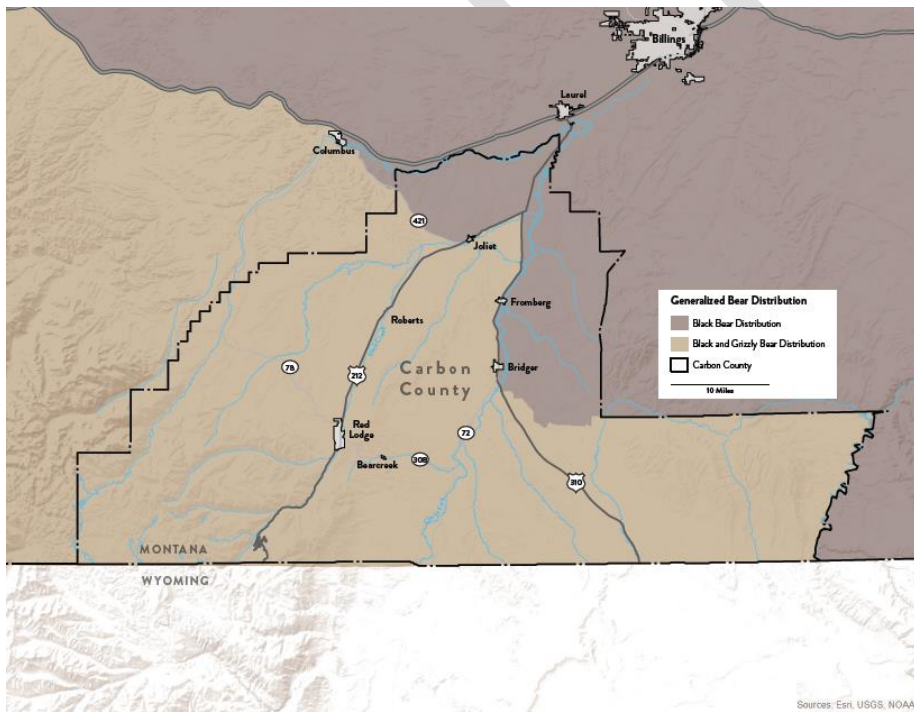 Billings
Laurel
Columbus
421
Joliet
Generalized Bear Distribution
Black Bear Distribution
Black and Grizzly Bear Distribution
Carbon County
10 Miles
Fromberg
Roberts
Carbon
County
78
212
Bridger
Red
Lodge
72
Bearcreek
308
310
MONTANA
WYOMING
Sources: Esri, USGS, NOAA